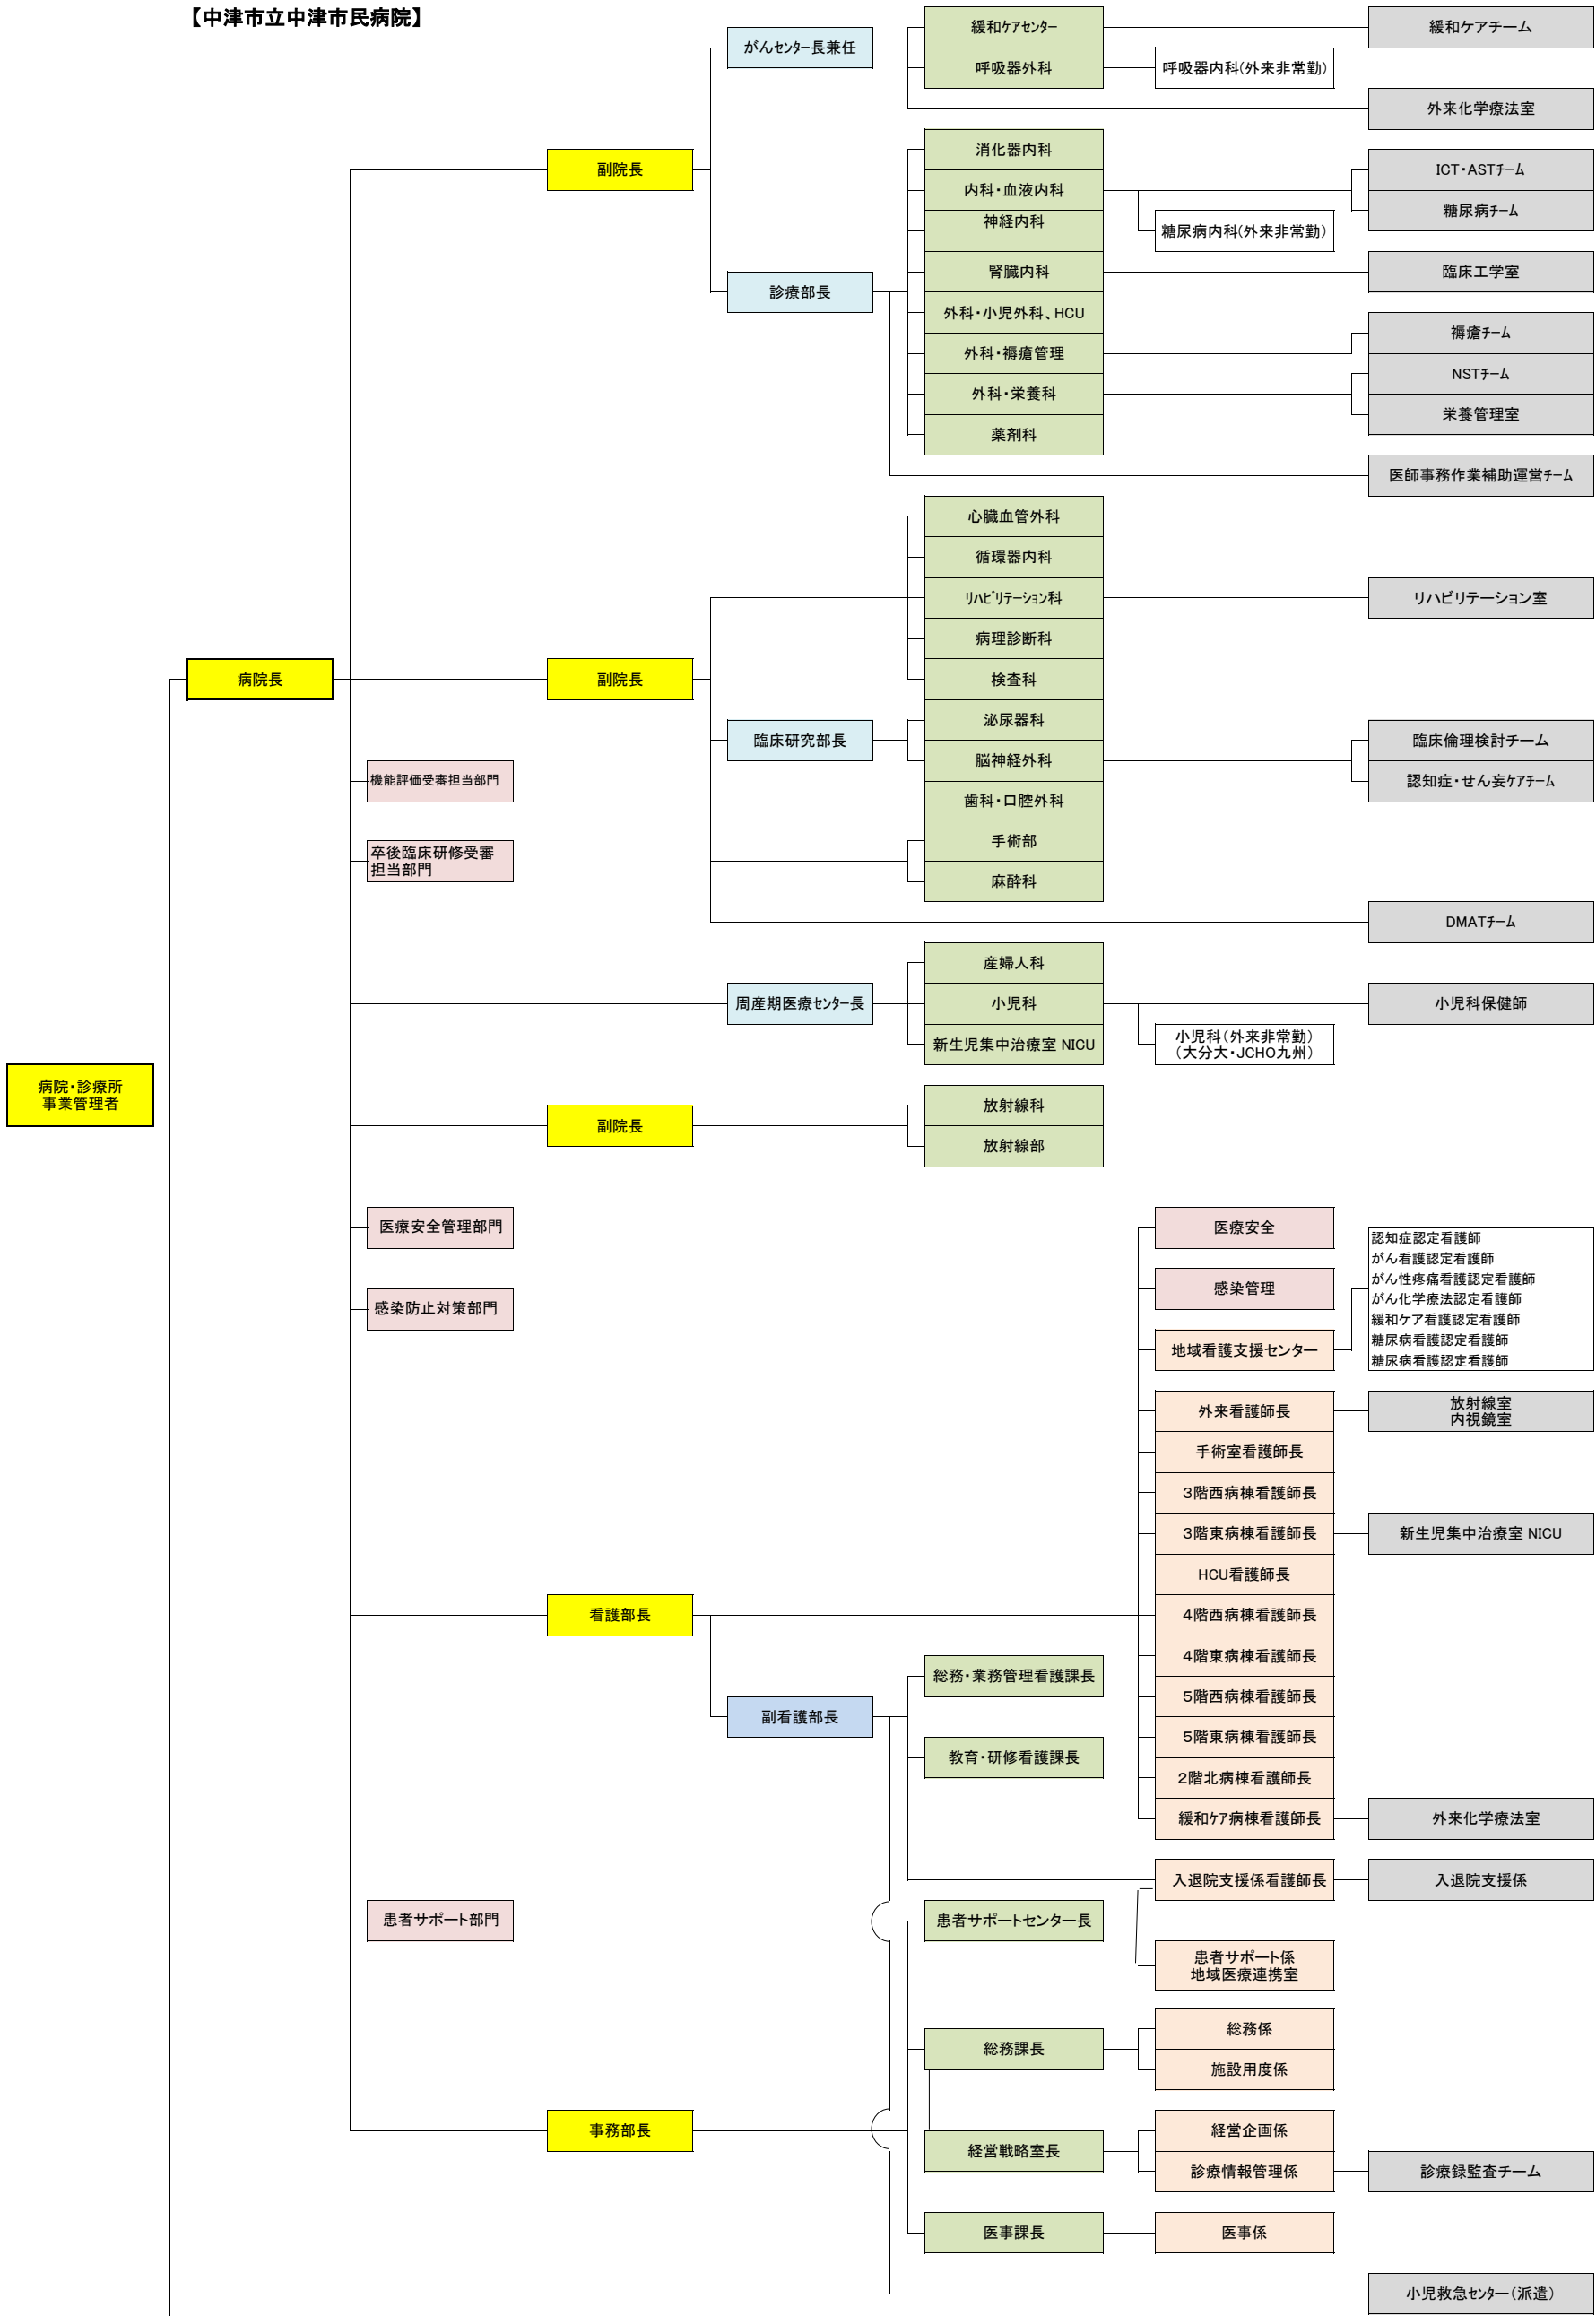 【中津市立中津市民病院】
緩和ｹｱｾﾝﾀｰ
緩和ケアチーム
がんｾﾝﾀｰ長兼任
呼吸器外科
呼吸器内科(外来非常勤)
外来化学療法室
消化器内科
副院長
ICT・ASTﾁｰﾑ
内科・血液内科
糖尿病ﾁｰﾑ
神経内科
糖尿病内科(外来非常勤)
腎臓内科
臨床工学室
診療部長
外科・小児外科、HCU
褥瘡ﾁｰﾑ
外科・褥瘡管理
NSTﾁｰﾑ
外科・栄養科
栄養管理室
薬剤科
医師事務作業補助運営ﾁｰﾑ
心臓血管外科
循環器内科
ﾘﾊﾋﾞﾘﾃｰｼｮﾝ科
リハビリテーション室
病理診断科
病院長
副院長
検査科
泌尿器科
臨床研究部長
臨床倫理検討チーム
脳神経外科
機能評価受審担当部門
認知症・せん妄ｹｱﾁｰﾑ
歯科・口腔外科
手術部
卒後臨床研修受審
担当部門
麻酔科
DMATﾁｰﾑ
産婦人科
周産期医療ｾﾝﾀｰ長
小児科
小児科保健師
新生児集中治療室 NICU
小児科（外来非常勤）
（大分大・JCHO九州）
病院・診療所
事業管理者
放射線科
副院長
放射線部
医療安全管理部門
医療安全
認知症認定看護師
がん看護認定看護師
がん性疼痛看護認定看護師
がん化学療法認定看護師
緩和ケア看護認定看護師
糖尿病看護認定看護師
糖尿病看護認定看護師
感染防止対策部門
感染管理
地域看護支援センター
外来看護師長
放射線室
内視鏡室
手術室看護師長
３階西病棟看護師長
３階東病棟看護師長
新生児集中治療室 NICU
HCU看護師長
看護部長
４階西病棟看護師長
４階東病棟看護師長
総務・業務管理看護課長
５階西病棟看護師長
副看護部長
５階東病棟看護師長
教育・研修看護課長
２階北病棟看護師長
緩和ｹｱ病棟看護師長
外来化学療法室
入退院支援係看護師長
入退院支援係
患者サポート部門
患者サポートセンター長
患者サポート係
地域医療連携室
総務係
総務課長
施設用度係
事務部長
経営企画係
経営戦略室長
診療情報管理係
診療録監査チーム
医事課長
医事係
小児救急ｾﾝﾀｰ（派遣）